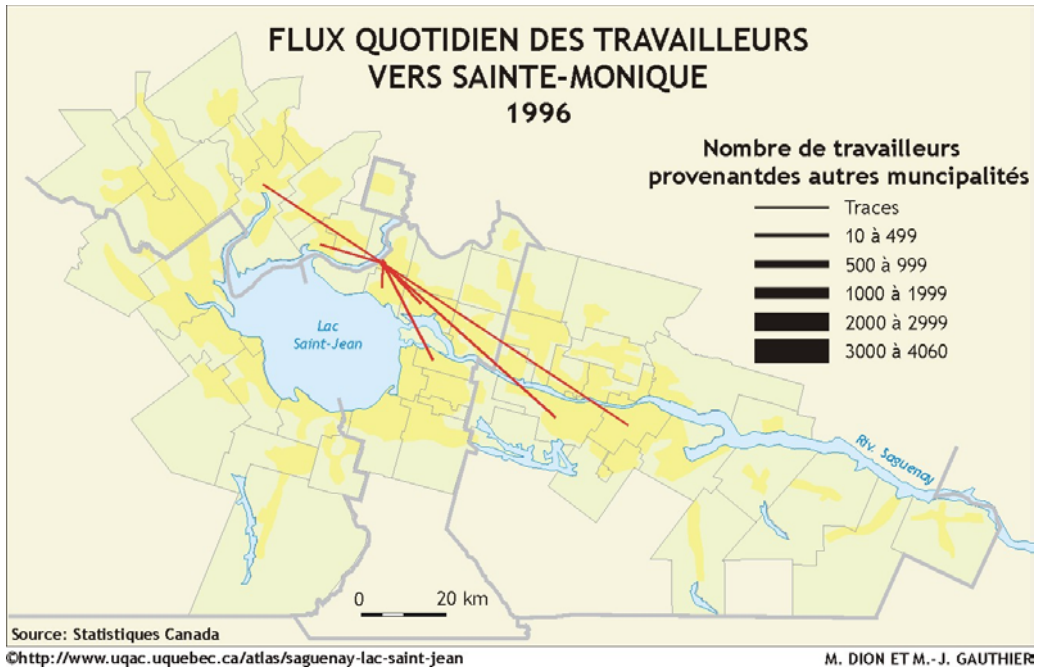 FLUX QUOTIDIEN DES TRAVAILLEURS
VERS SAINTE-MONIQUE
1996
Nombre de travailleurs
provenantdes autres muncipalités
Traces
10 à 499
500 à 999
1000 à 1999
2000 à 2999
3000 à 4060
Lac
Saint-Jean
Riv. Saguenay
0 20 km
Source: Statistiques Canada
©http://www.uqac.uquebec.ca/atlas/saguenay-lac-saint-jean
M. DION ET M.-J. GAUTHIER